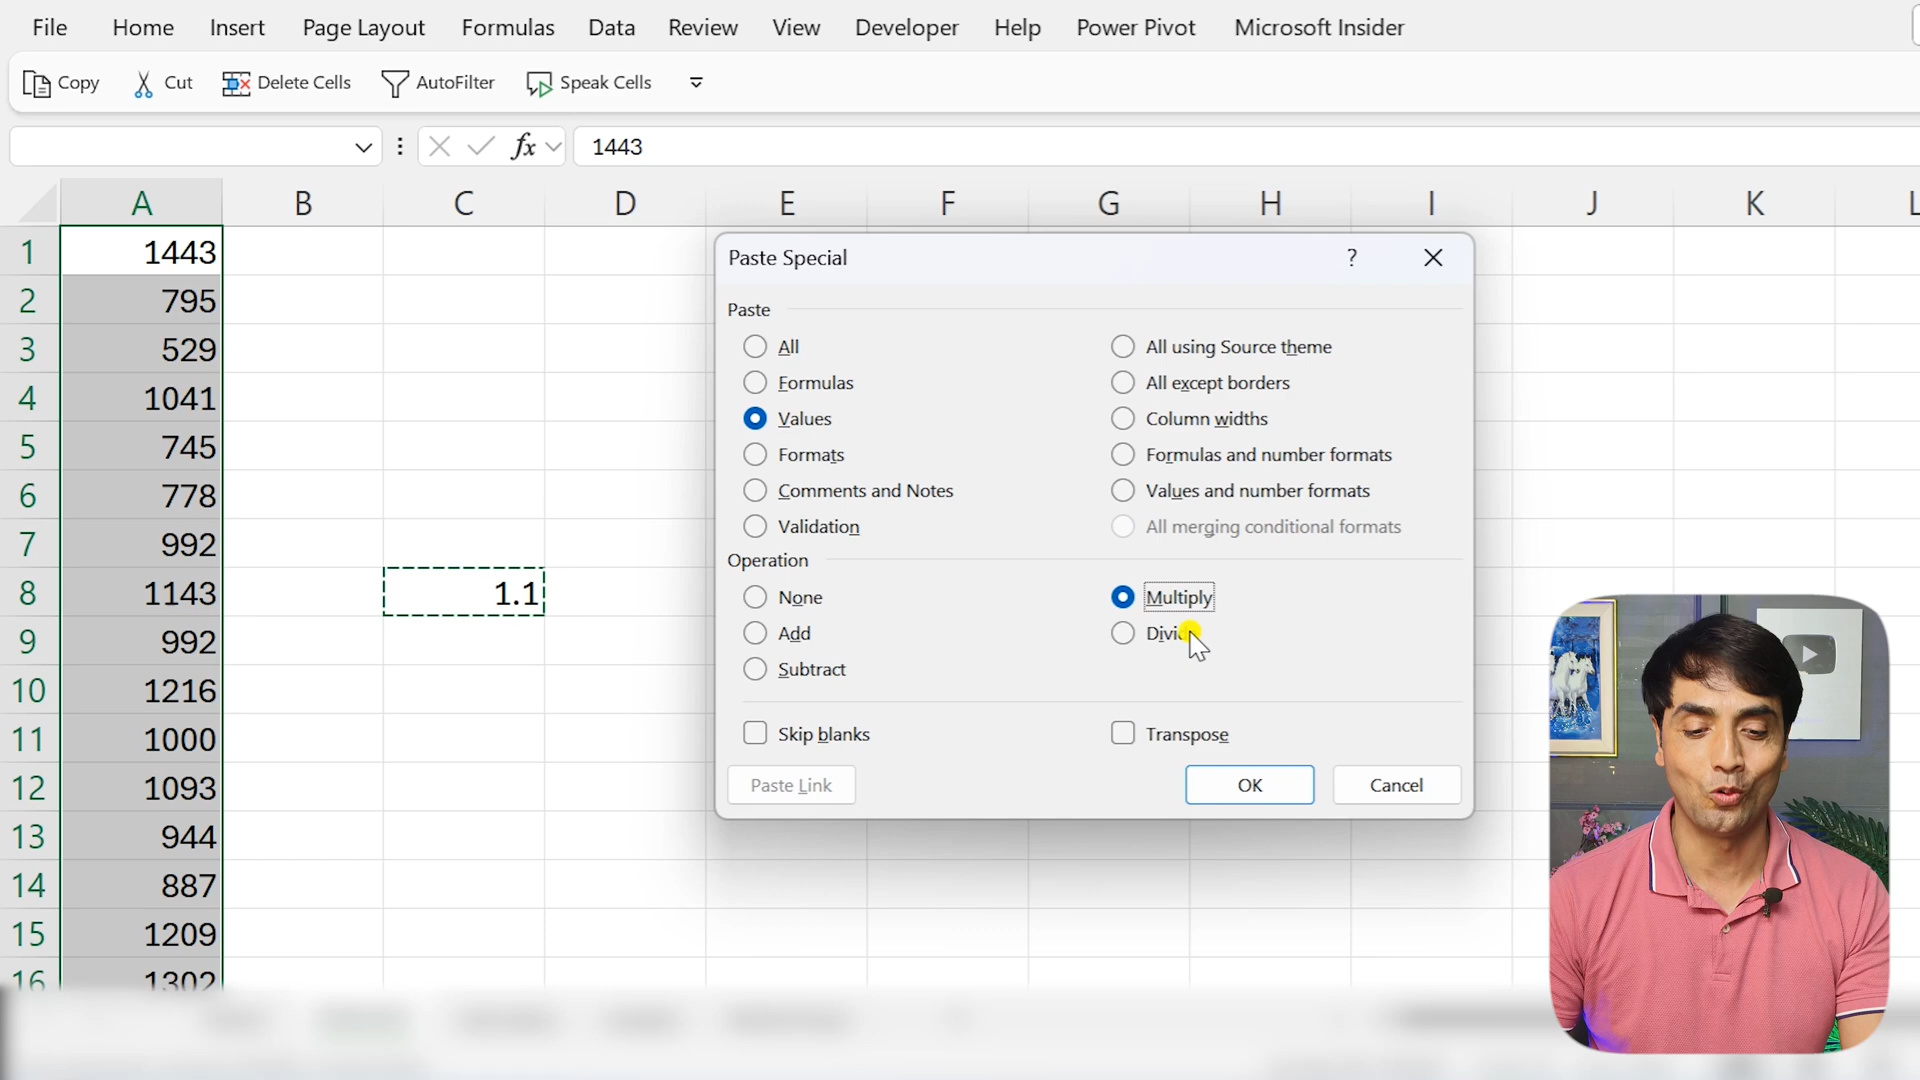 File Home Insert Page Layout Formulas Data Review View Developer Help Power Pivot Microsoft Insider
Copy Cut Delete Cells AutoFilter Speak Cells
fx 1443
A B C D E F G H I J K L
1 1443
2 795
3 529
4 1041
5 745
6 778
7 992
8 1143 1.1
9 992
10 1216
11 1000
12 1093
13 944
14 887
15 1209
16 1302
Paste Special ?
Paste
All All using Source theme
Formulas All except borders
Values Column widths
Formats Formulas and number formats
Comments and Notes Values and number formats
Validation All merging conditional formats
Operation
None Multiply
Add
Subtract
Skip blanks Transpose
Paste Link OK Cancel